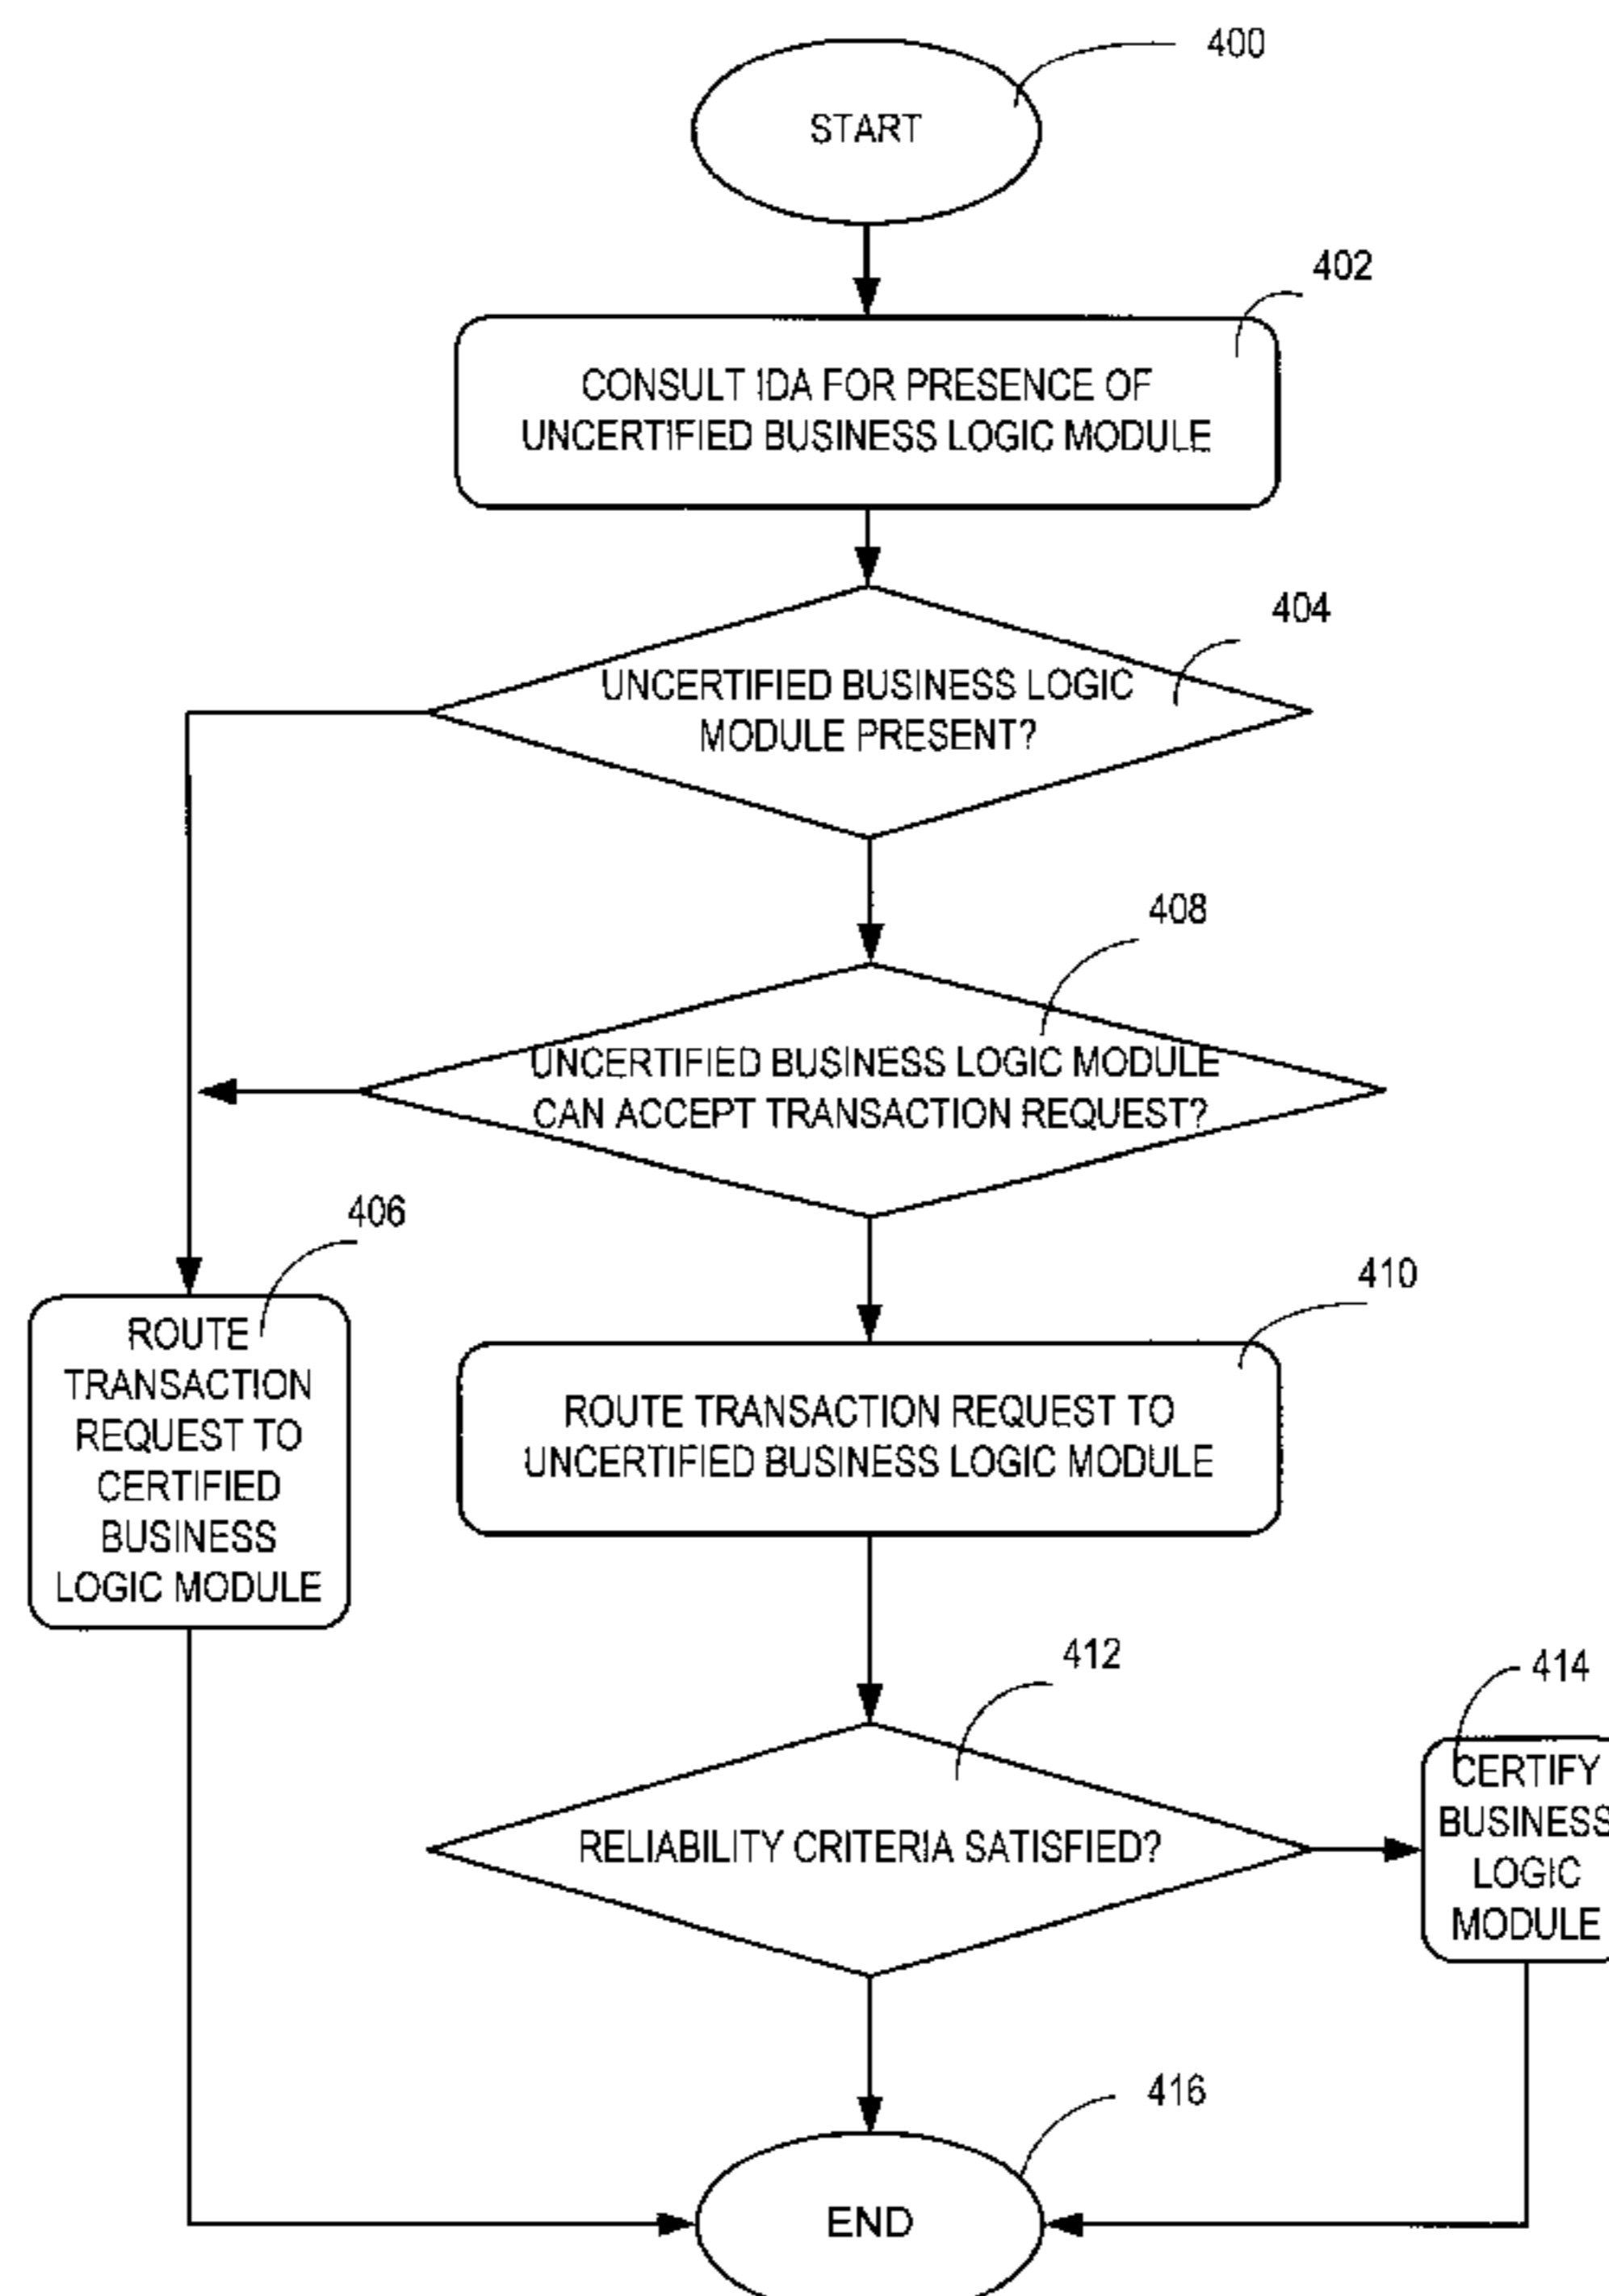 400
START
402
CONSULT IDA FOR PRESENCE OF
UNCERTIFIED BUSINESS LOGIC MODULE
404
UNCERTIFIED BUSINESS LOGIC
MODULE PRESENT?
408
UNCERTIFIED BUSINESS LOGIC MODULE
CAN ACCEPT TRANSACTION REQUEST?
406
ROUTE
TRANSACTION
REQUEST TO
CERTIFIED
BUSINESS
LOGIC MODULE
410
ROUTE TRANSACTION REQUEST TO
UNCERTIFIED BUSINESS LOGIC MODULE
412
RELIABILITY CRITERIA SATISFIED?
414
CERTIFY
BUSINESS
LOGIC
MODULE
416
END